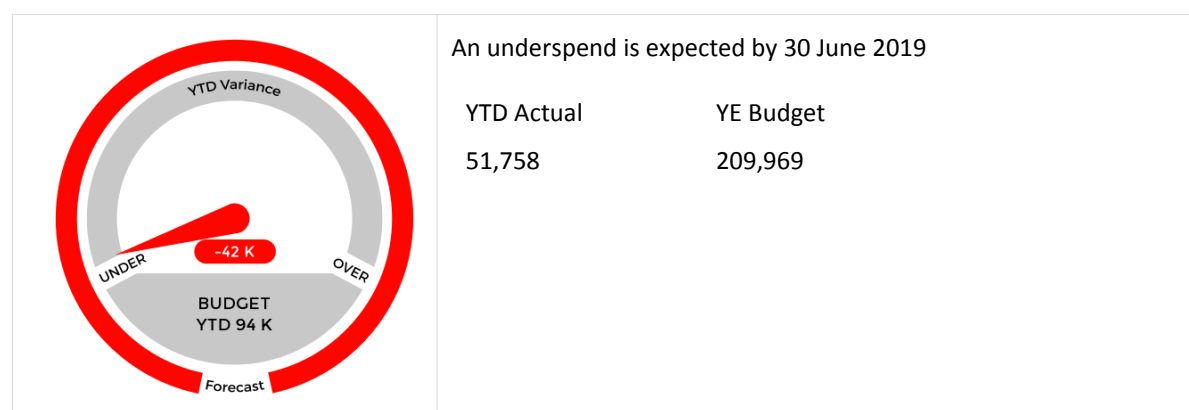 YTD Variance
-42 K
UNDER
OVER
BUDGET
YTD 94 K
Forecast
An underspend is expected by 30 June 2019
YTD Actual YE Budget
51,758 209,969